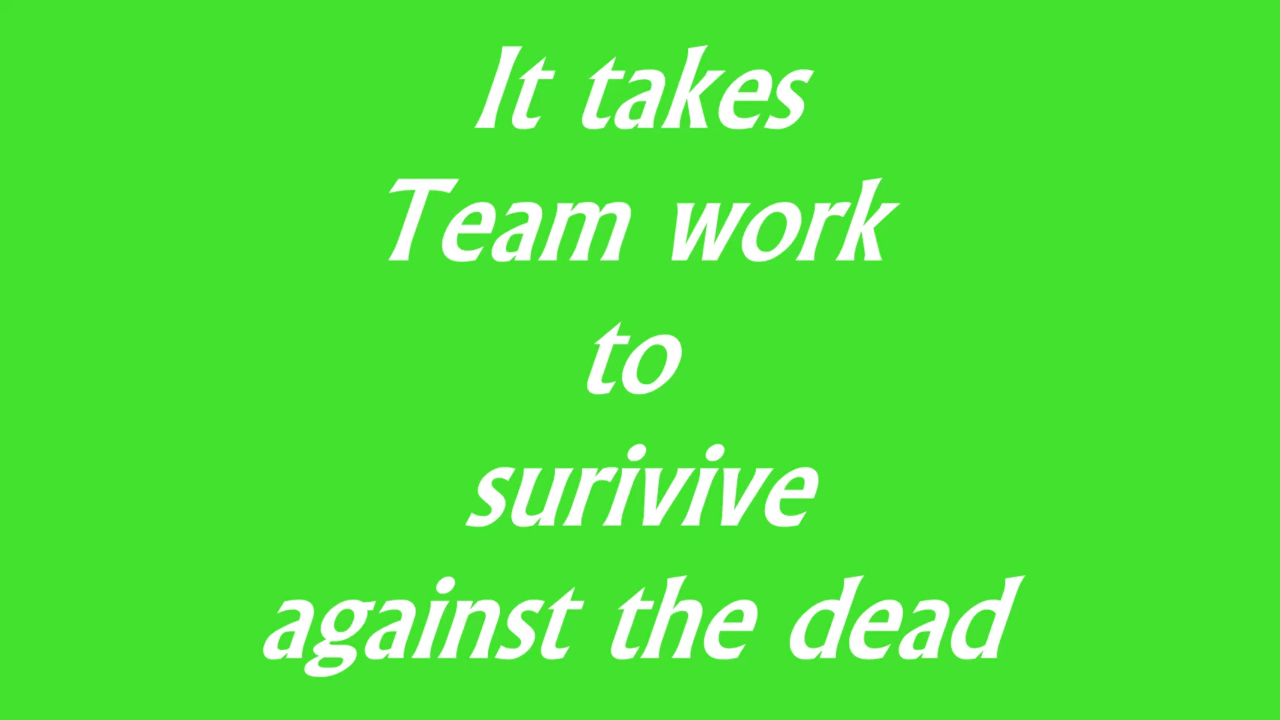 It takes
Team work
to
surivive
against the dead